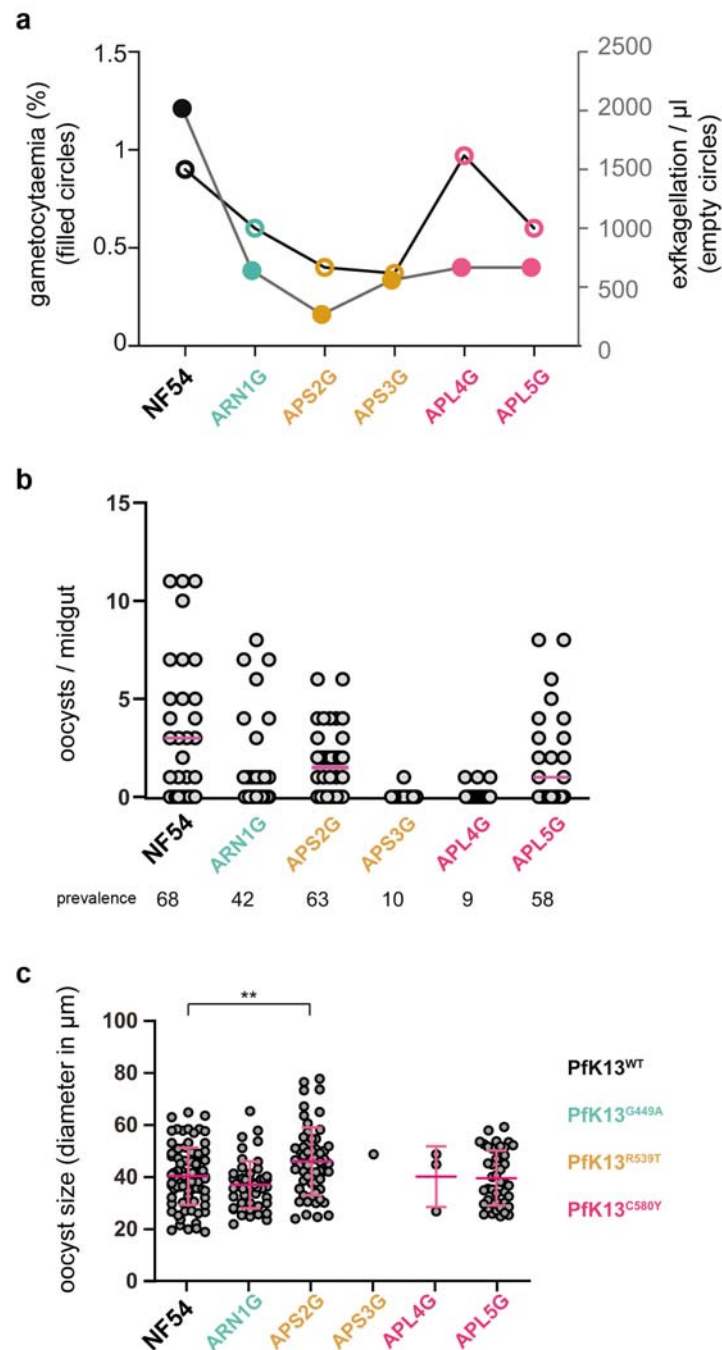 a
gametocytaemia (%)
(filled circles)
1.5
1
0.5
0
2500
2000
1500
1000
500
0
exfkagellation / µl
(empty circles)
NF54
ARN1G
APS2G
APS3G
APL4G
APL5G
b
oocysts / midgut
15
10
5
0
NF54
ARN1G
APS2G
APS3G
APL4G
APL5G
prevalence 68 42 63 10 9 58
c
oocyst size (diameter in µm)
**
100
80
60
40
20
0
NF54
ARN1G
APS2G
APS3G
APL4G
APL5G
PfK13WT
PfK13G449A
PfK13R539T
PfK13C580Y